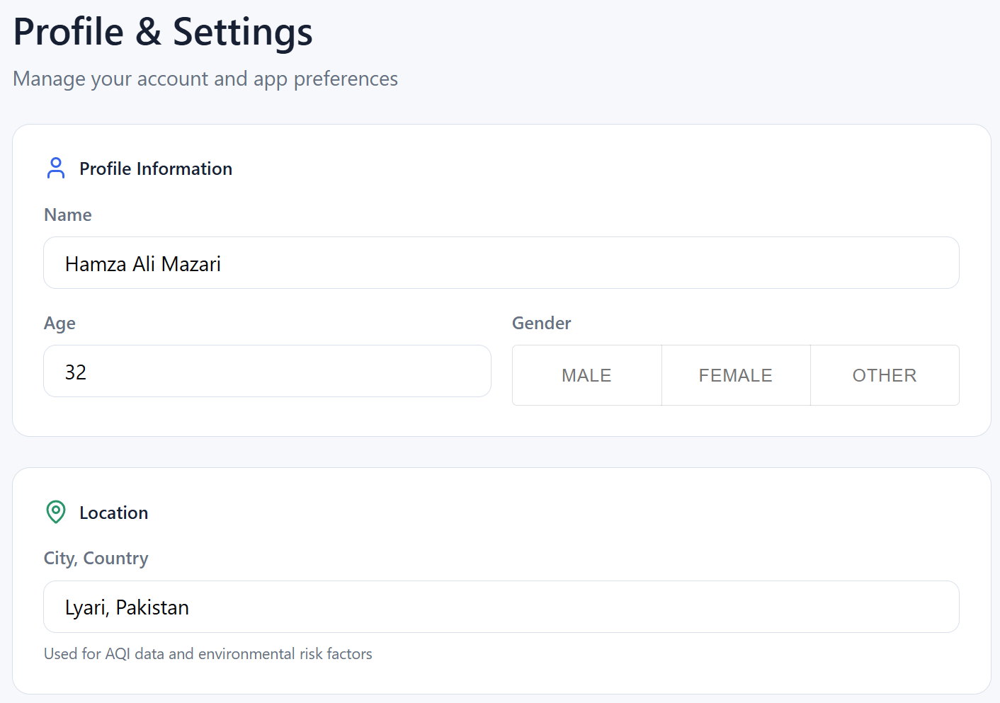 Profile & Settings
Manage your account and app preferences
Profile Information
Name
Hamza Ali Mazari
Age
Gender
32
MALE
FEMALE
OTHER
Location
City, Country
Lyari, Pakistan
Used for AQI data and environmental risk factors